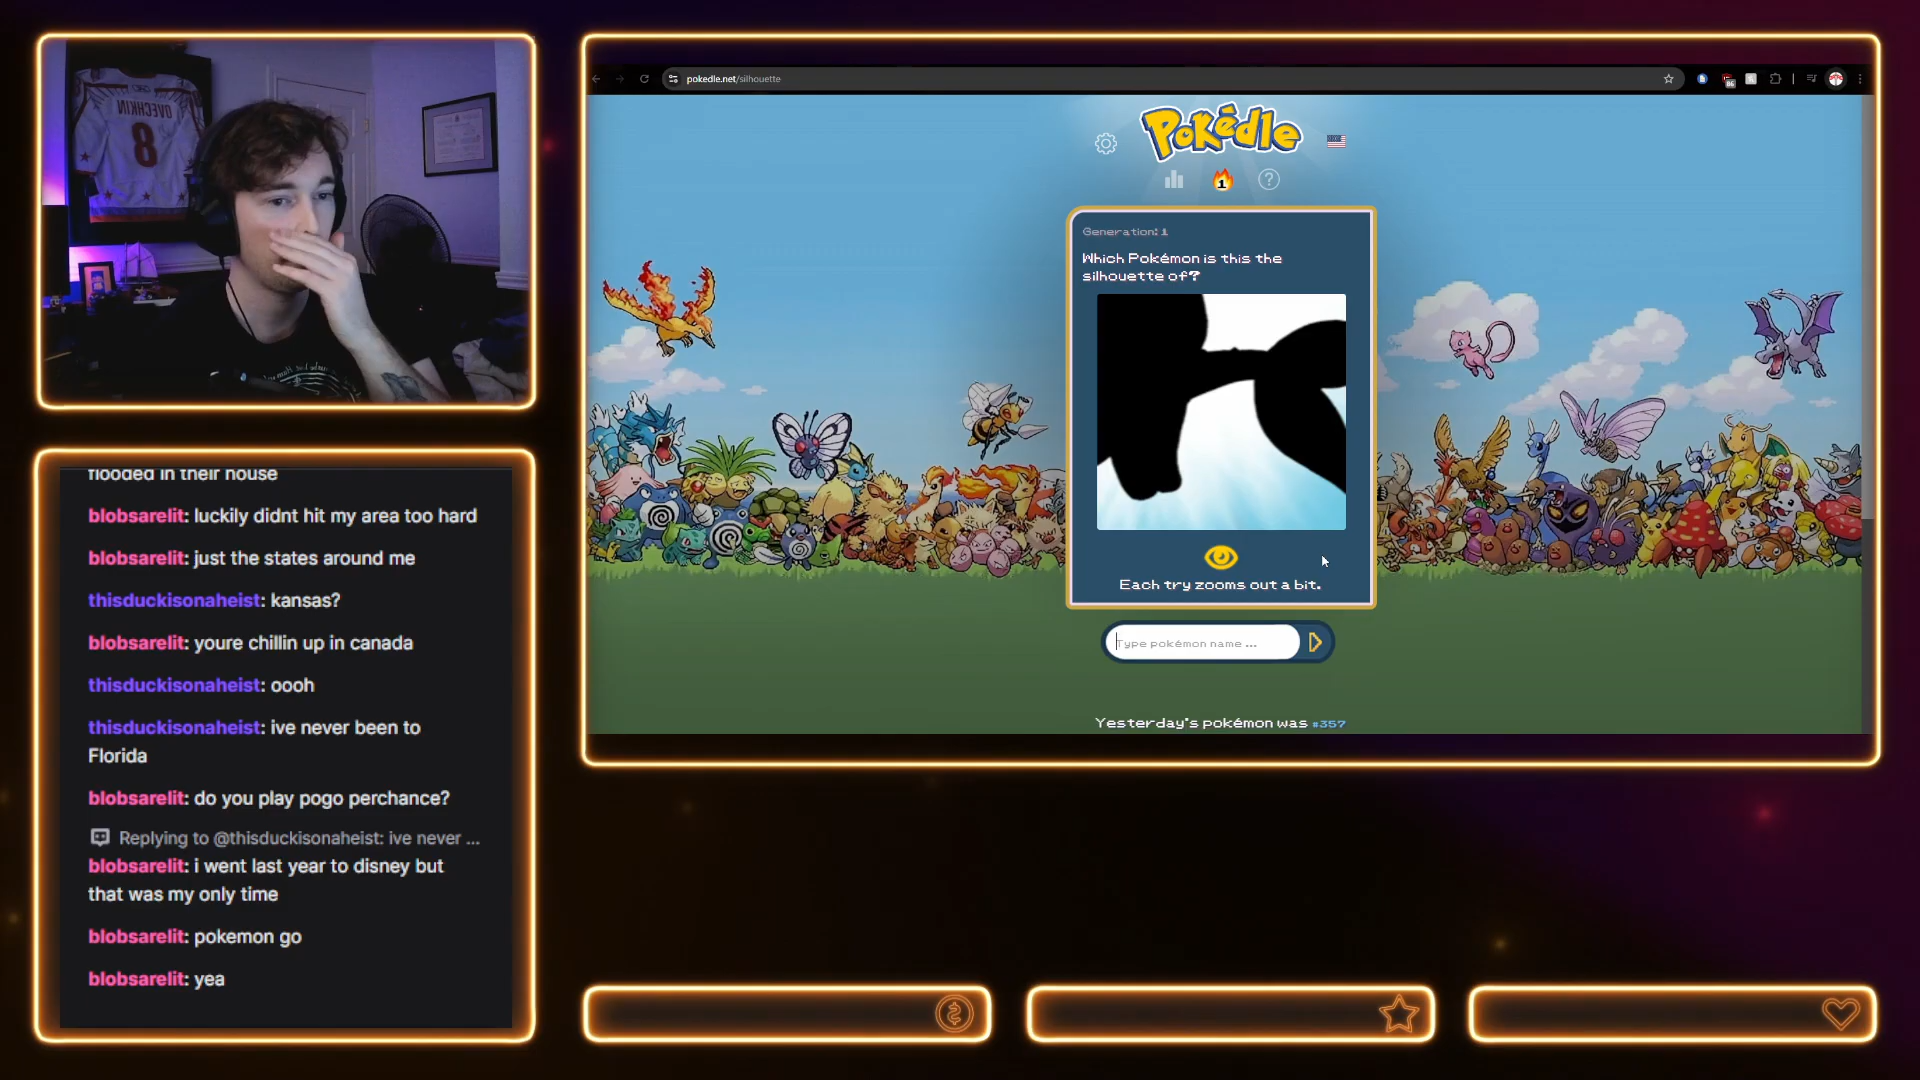 OVECHKIN
8
flooded in their house
blobsarelit: luckily didnt hit my area too hard
blobsarelit: just the states around me
thisduckisonaheist: kansas?
blobsarelit: youre chillin up in canada
thisduckisonaheist: oooh
thisduckisonaheist: ive never been to
Florida
blobsarelit: do you play pogo perchance?
Replying to @thisduckisonaheist: ive never ...
blobsarelit: i went last year to disney but
that was my only time
blobsarelit: pokemon go
blobsarelit: yea
pokedle.net/silhouette
86
Pokédle
1
Generation: 1
Which Pokémon is this the
silhouette of?
Each try zooms out a bit.
Type pokémon name ...
Yesterday's pokémon was #357